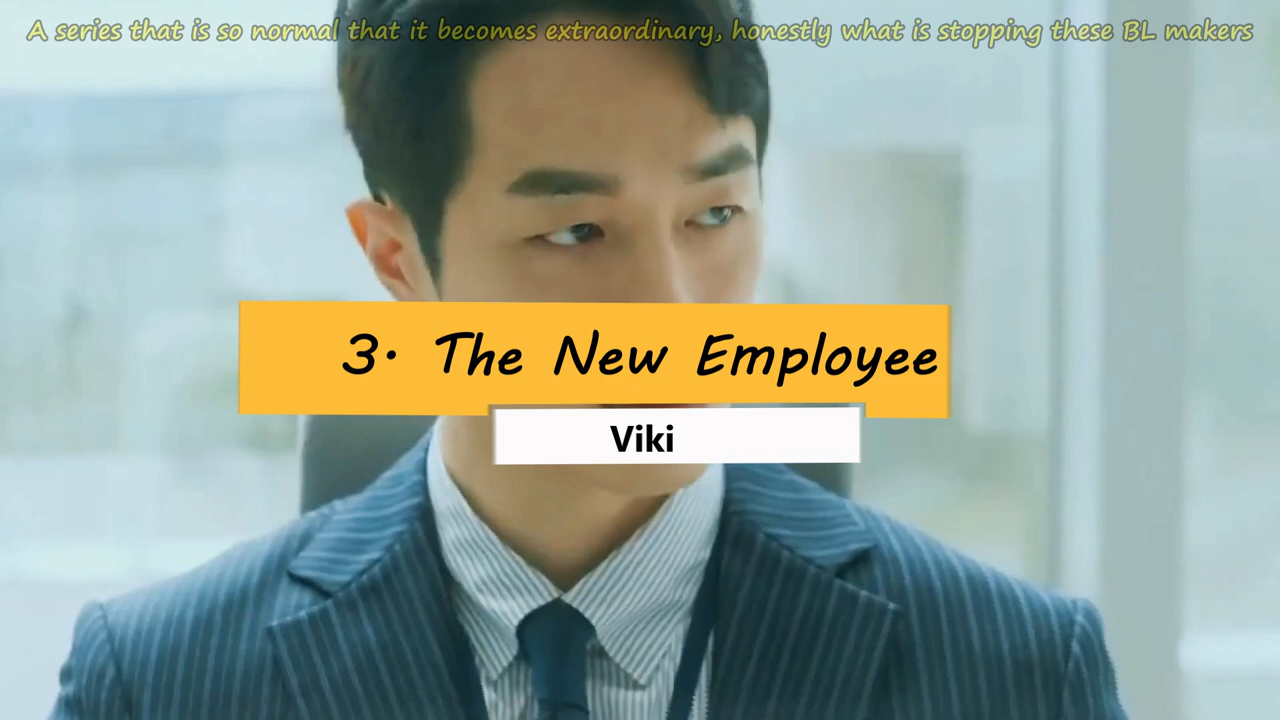 A series that is so normal that it becomes extraordinary, honestly what is stopping these BL makers
3. The New Employee
Viki